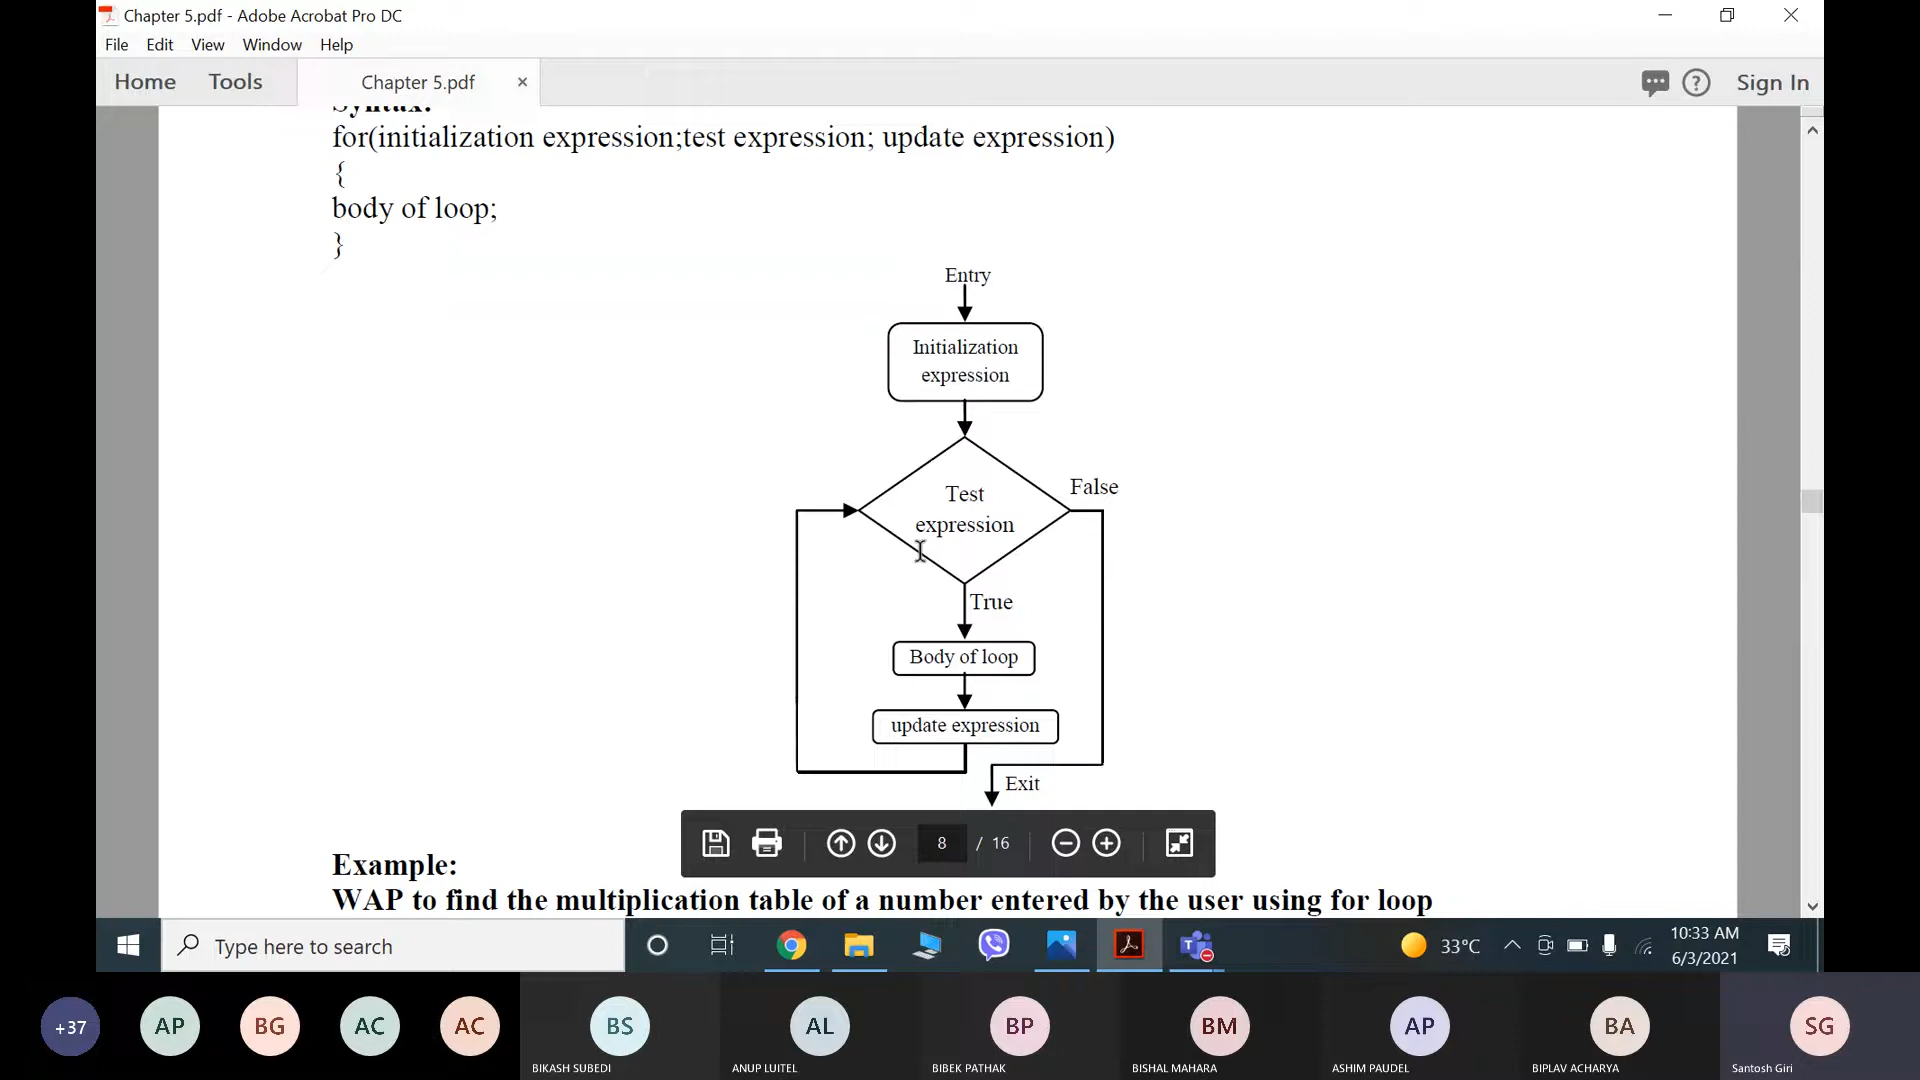 Chapter 5.pdf - Adobe Acrobat Pro DC
File Edit View Window Help
Home Tools Chapter 5.pdf × Sign In
Syntax:
for(initialization expression;test expression; update expression)
{
body of loop;
}
Entry
Initialization
expression
Test
expression
False
True
Body of loop
update expression
Exit
8 / 16
Example:
WAP to find the multiplication table of a number entered by the user using for loop
Type here to search
33°C
10:33 AM
6/3/2021
+37 AP BG AC AC BS AL BP BM AP BA SG
BIKASH SUBEDI ANUP LUITEL BIBEK PATHAK BISHAL MAHARA ASHIM PAUDEL BIPLAV ACHARYA Santosh Giri